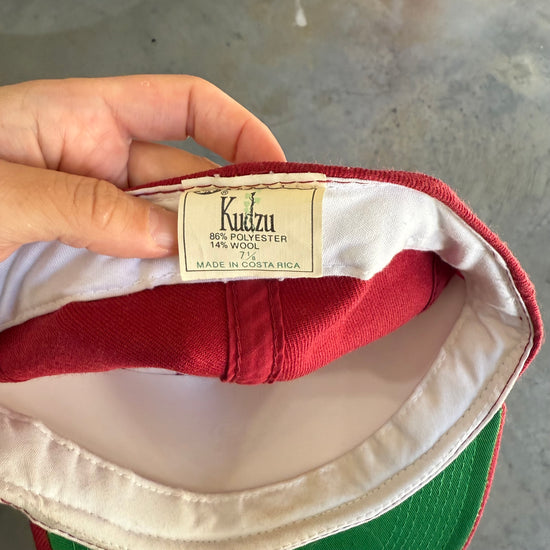 ®
Kudzu
86% POLYESTER
14% WOOL
7 ⅛
MADE IN COSTA RICA